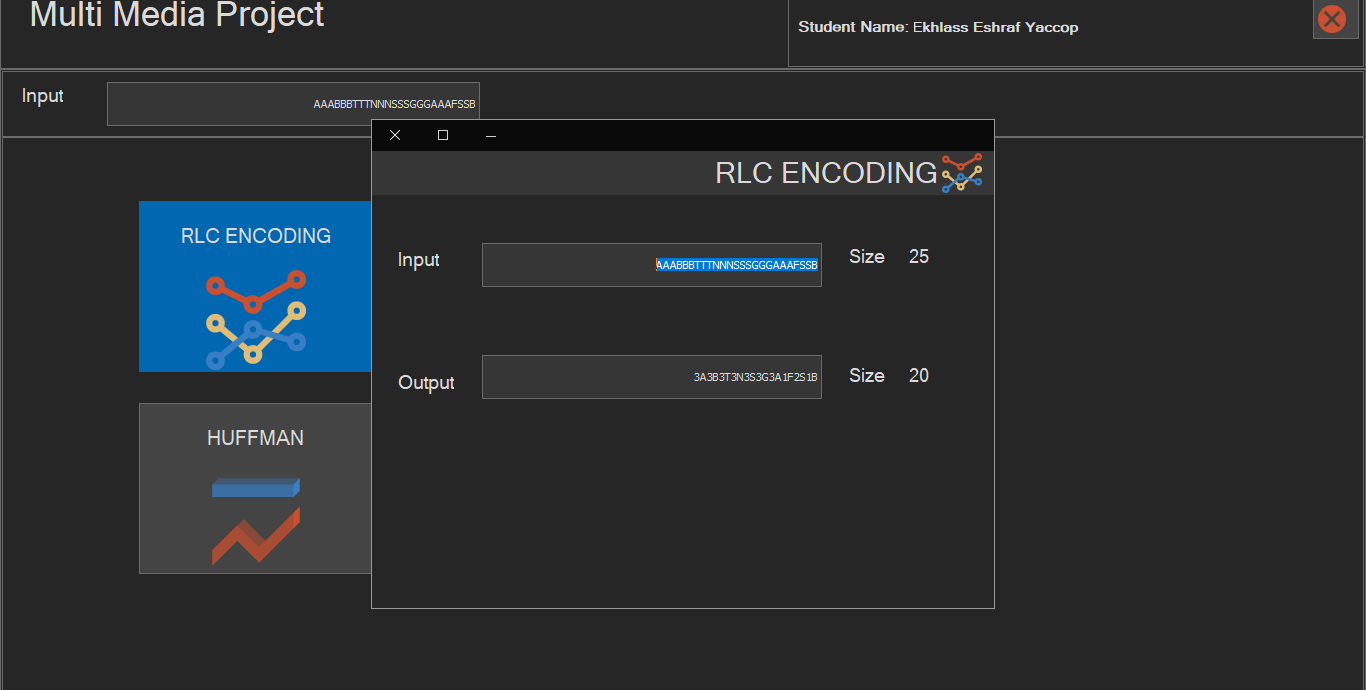 Multi Media Project
Student Name: Ekhlass Eshraf Yaccop
Input
AAABBBTTTNNNSSSGGGAAAFSSB
RLC ENCODING
RLC ENCODING
Input
AAABBBTTTNNNSSSGGGAAAFSSB
Size 25
Output
3A3B3T3N3S3G3A1F2S1B
Size 20
HUFFMAN